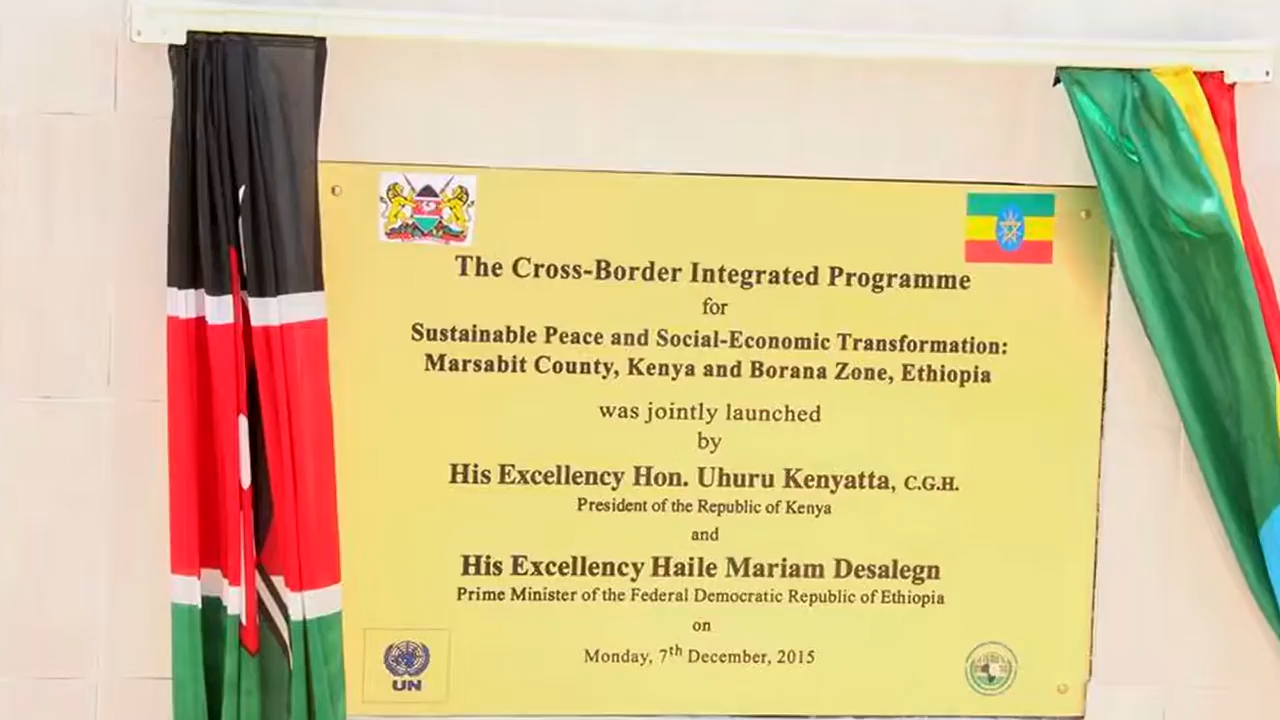 The Cross-Border Integrated Programme
for
Sustainable Peace and Social-Economic Transformation:
Marsabit County, Kenya and Borana Zone, Ethiopia
was jointly launched
by
His Excellency Hon. Uhuru Kenyatta, C.G.H.
President of the Republic of Kenya
and
His Excellency Haile Mariam Desalegn
Prime Minister of the Federal Democratic Republic of Ethiopia
on
Monday, 7th December, 2015
UN